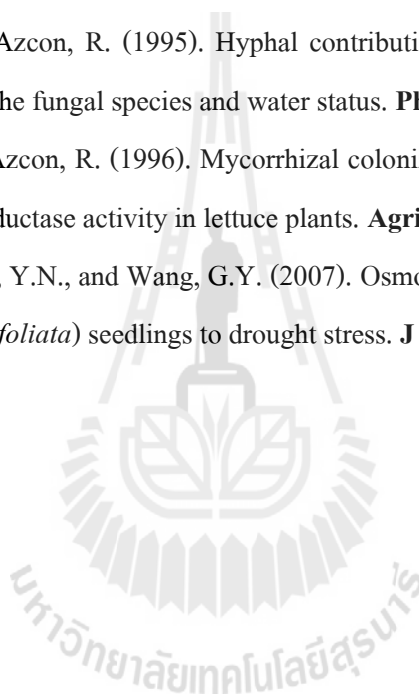 Azcon, R. (1995). Hyphal contributi
he fungal species and water status. P
Azcon, R. (1996). Mycorrhizal colonis
ductase activity in lettuce plants. Agri
, Y.N., and Wang, G.Y. (2007). Osmo
foliata) seedlings to drought stress. J
มหาวิทยาลัยเทคโนโลยีสุรนารี